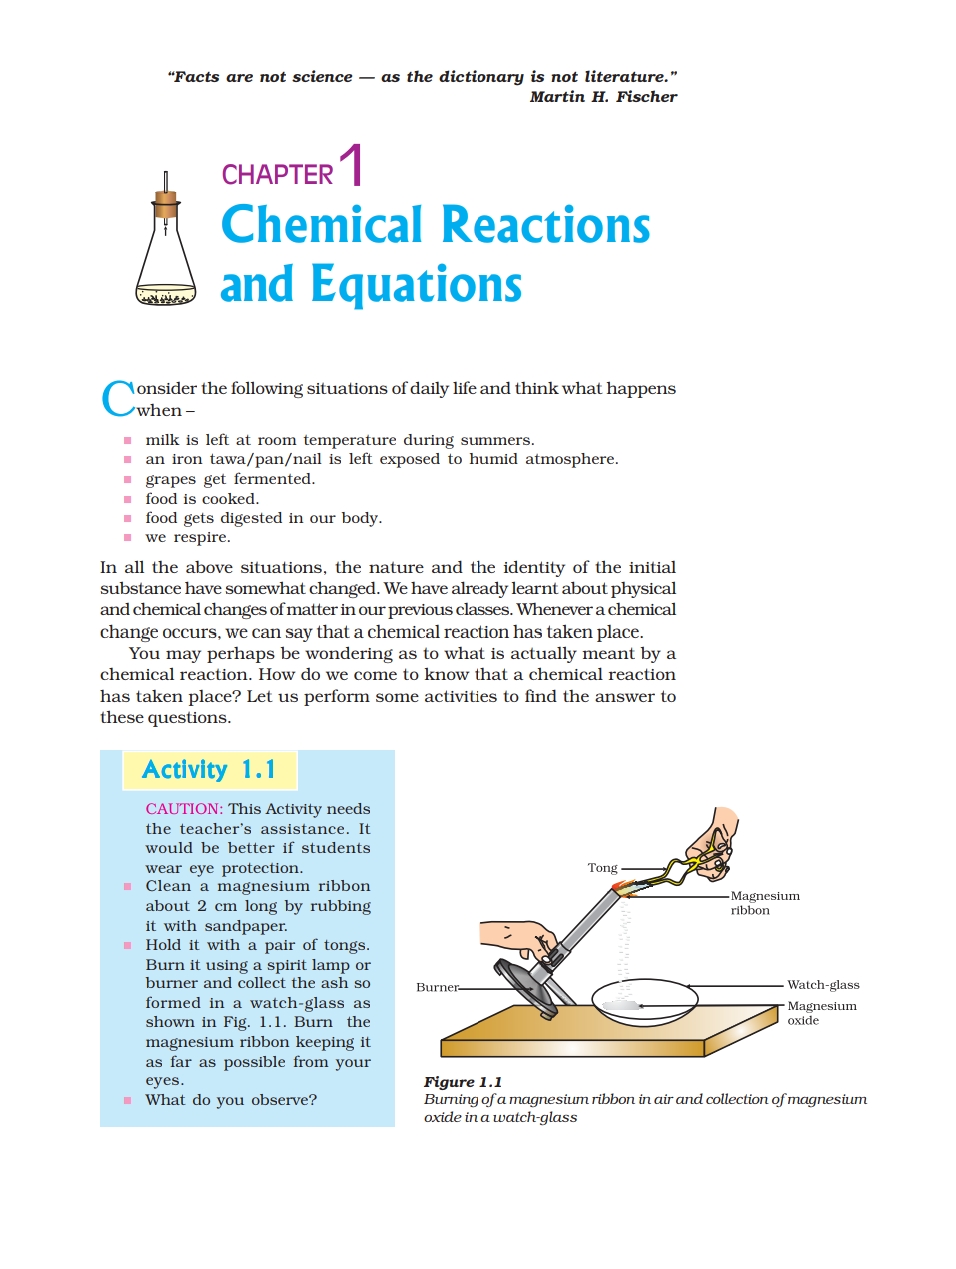 “Facts are not science — as the dictionary is not literature.”
Martin H. Fischer
CHAPTER 1
Chemical Reactions
and Equations
Consider the following situations of daily life and think what happens
when –
milk is left at room temperature during summers.
an iron tawa/pan/nail is left exposed to humid atmosphere.
grapes get fermented.
food is cooked.
food gets digested in our body.
we respire.
In all the above situations, the nature and the identity of the initial
substance have somewhat changed. We have already learnt about physical
and chemical changes of matter in our previous classes. Whenever a chemical
change occurs, we can say that a chemical reaction has taken place.
You may perhaps be wondering as to what is actually meant by a
chemical reaction. How do we come to know that a chemical reaction
has taken place? Let us perform some activities to find the answer to
these questions.
Activity 1.1
CAUTION: This Activity needs
the teacher’s assistance. It
would be better if students
wear eye protection.
Clean a magnesium ribbon
about 2 cm long by rubbing
it with sandpaper.
Hold it with a pair of tongs.
Burn it using a spirit lamp or
burner and collect the ash so
formed in a watch-glass as
shown in Fig. 1.1. Burn the
magnesium ribbon keeping it
as far as possible from your
eyes.
What do you observe?
Tong
Magnesium
ribbon
Burner
Watch-glass
Magnesium
oxide
Figure 1.1
Burning of a magnesium ribbon in air and collection of magnesium
oxide in a watch-glass